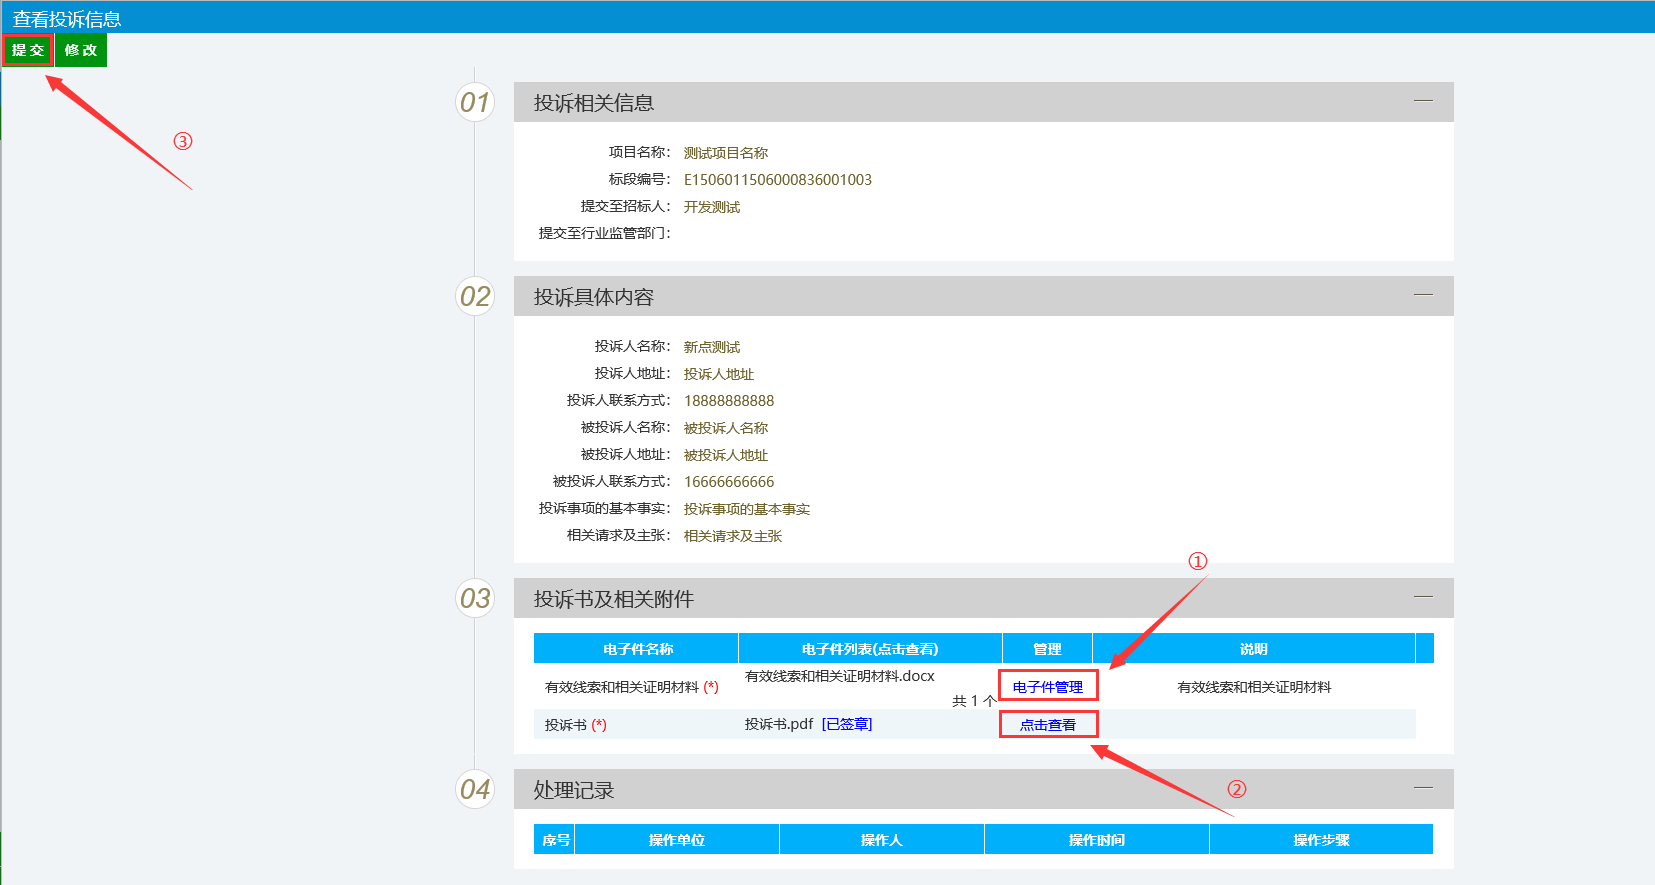 查看投诉信息
提 交 修 改
③
01 投诉相关信息
项目名称： 测试项目名称
标段编号： E1506011506000836001003
提交至招标人： 开发测试
提交至行业监管部门：
02 投诉具体内容
投诉人名称： 新点测试
投诉人地址： 投诉人地址
投诉人联系方式： 18888888888
被投诉人名称： 被投诉人名称
被投诉人地址： 被投诉人地址
被投诉人联系方式： 16666666666
投诉事项的基本事实： 投诉事项的基本事实
相关请求及主张： 相关请求及主张
①
03 投诉书及相关附件
电子件名称 电子件列表(点击查看) 管理 说明
有效线索和相关证明材料 (*) 有效线索和相关证明材料.docx 共 1 个 电子件管理 有效线索和相关证明材料
投诉书 (*) 投诉书.pdf [已签章] 点击查看
②
04 处理记录
序号 操作单位 操作人 操作时间 操作步骤